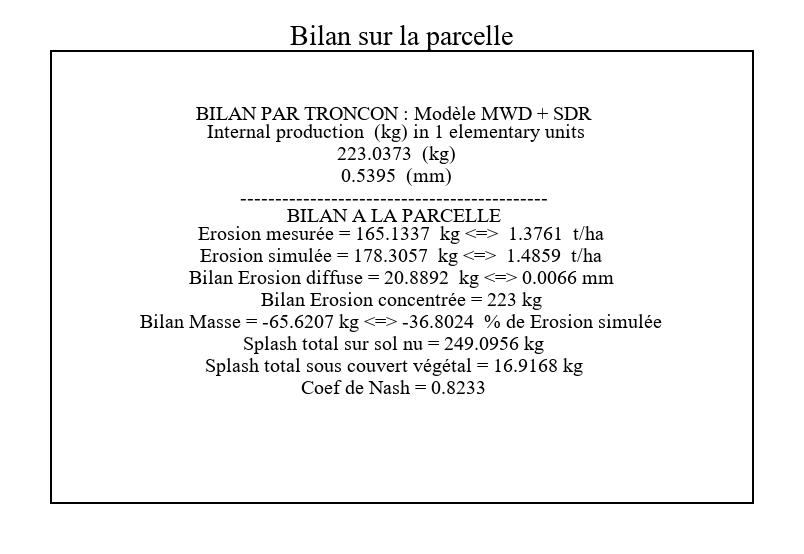 Bilan sur la parcelle
BILAN PAR TRONCON : Modèle MWD + SDR
Internal production (kg) in 1 elementary units
223.0373 (kg)
0.5395 (mm)
--------------------------------------------
BILAN A LA PARCELLE
Erosion mesurée = 165.1337 kg <=> 1.3761 t/ha
Erosion simulée = 178.3057 kg <=> 1.4859 t/ha
Bilan Erosion diffuse = 20.8892 kg <=> 0.0066 mm
Bilan Erosion concentrée = 223 kg
Bilan Masse = -65.6207 kg <=> -36.8024 % de Erosion simulée
Splash total sur sol nu = 249.0956 kg
Splash total sous couvert végétal = 16.9168 kg
Coef de Nash = 0.8233